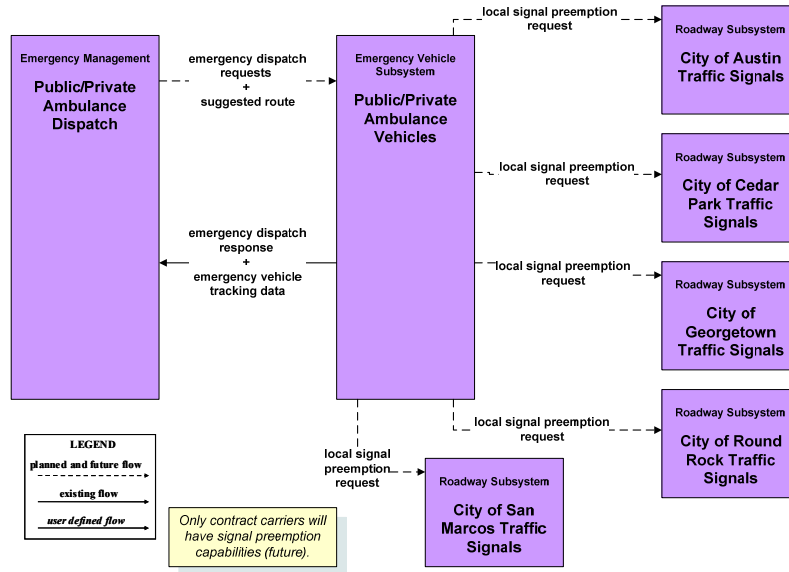 Emergency Management
Public/Private
Ambulance
Dispatch
emergency dispatch
requests
+
suggested route
emergency dispatch
response
+
emergency vehicle
tracking data
Emergency Vehicle
Subsystem
Public/Private
Ambulance
Vehicles
local signal preemption
request
Roadway Subsystem
City of Austin
Traffic Signals
local signal preemption
request
Roadway Subsystem
City of Cedar
Park Traffic
Signals
local signal preemption
request
Roadway Subsystem
City of
Georgetown
Traffic Signals
local signal preemption
request
Roadway Subsystem
City of Round
Rock Traffic
Signals
local signal
preemption
request
Roadway Subsystem
City of San
Marcos Traffic
Signals
LEGEND
planned and future flow
existing flow
user defined flow
Only contract carriers will
have signal preemption
capabilities (future).